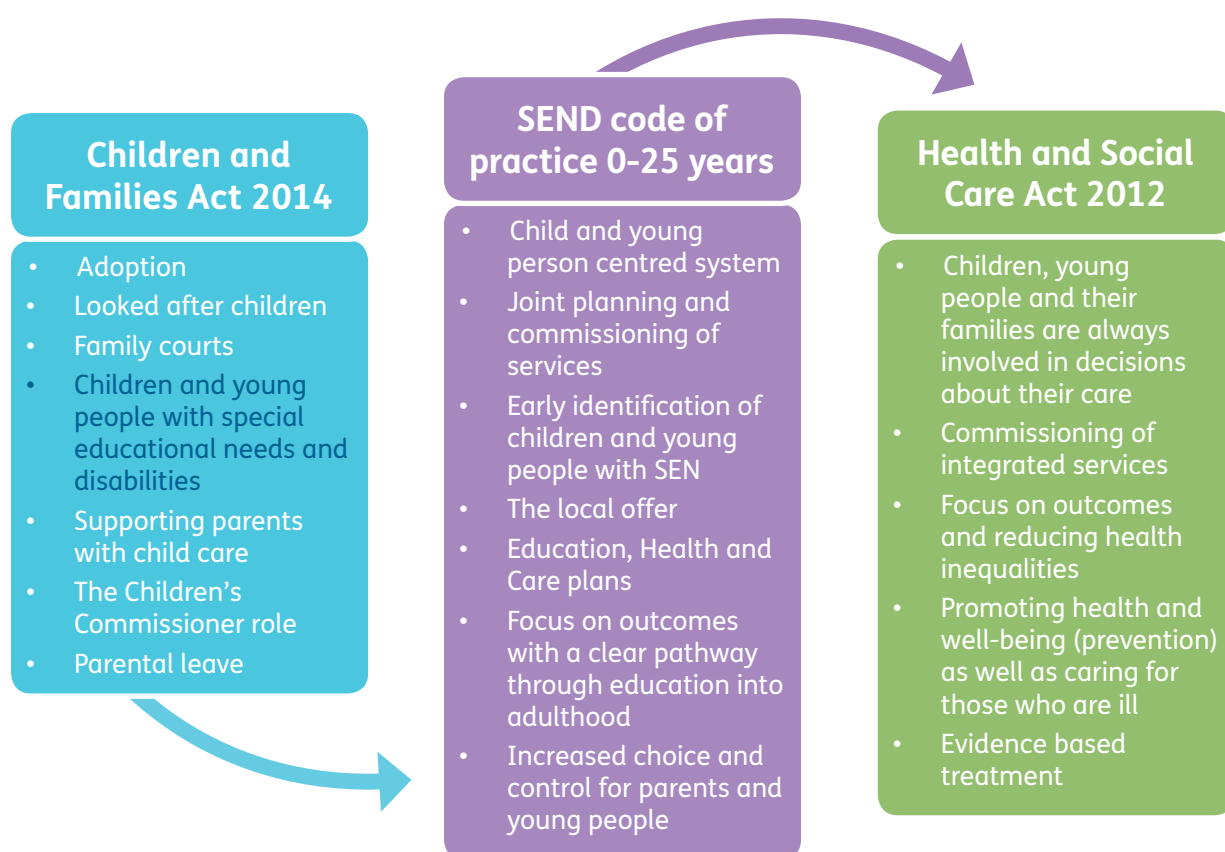 Children and
Families Act 2014
• Adoption
• Looked after children
• Family courts
• Children and young
people with special
educational needs and
disabilities
• Supporting parents
with child care
• The Children's
Commissioner role
• Parental leave
SEND code of
practice 0-25 years
• Child and young
person centred system
• Joint planning and
commissioning of
services
• Early identification of
children and young
people with SEN
• The local offer
• Education, Health and
Care plans
• Focus on outcomes
with a clear pathway
through education into
adulthood
• Increased choice and
control for parents and
young people
Health and Social
Care Act 2012
• Children, young
people and their
families are always
involved in decisions
about their care
• Commissioning of
integrated services
• Focus on outcomes
and reducing health
inequalities
• Promoting health and
well-being (prevention)
as well as caring for
those who are ill
• Evidence based
treatment